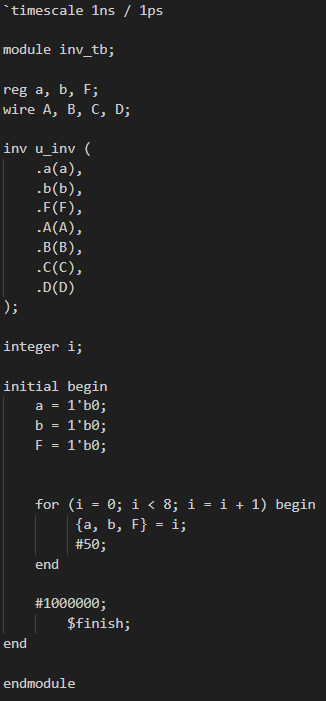 `timescale 1ns / 1ps
module inv_tb;
reg a, b, F;
wire A, B, C, D;
inv u_inv (
    .a(a),
    .b(b),
    .F(F),
    .A(A),
    .B(B),
    .C(C),
    .D(D)
);
integer i;
initial begin
    a = 1'b0;
    b = 1'b0;
    F = 1'b0;
    for (i = 0; i < 8; i = i + 1) begin
        {a, b, F} = i;
        #50;
    end
    #1000000;
        $finish;
end
endmodule